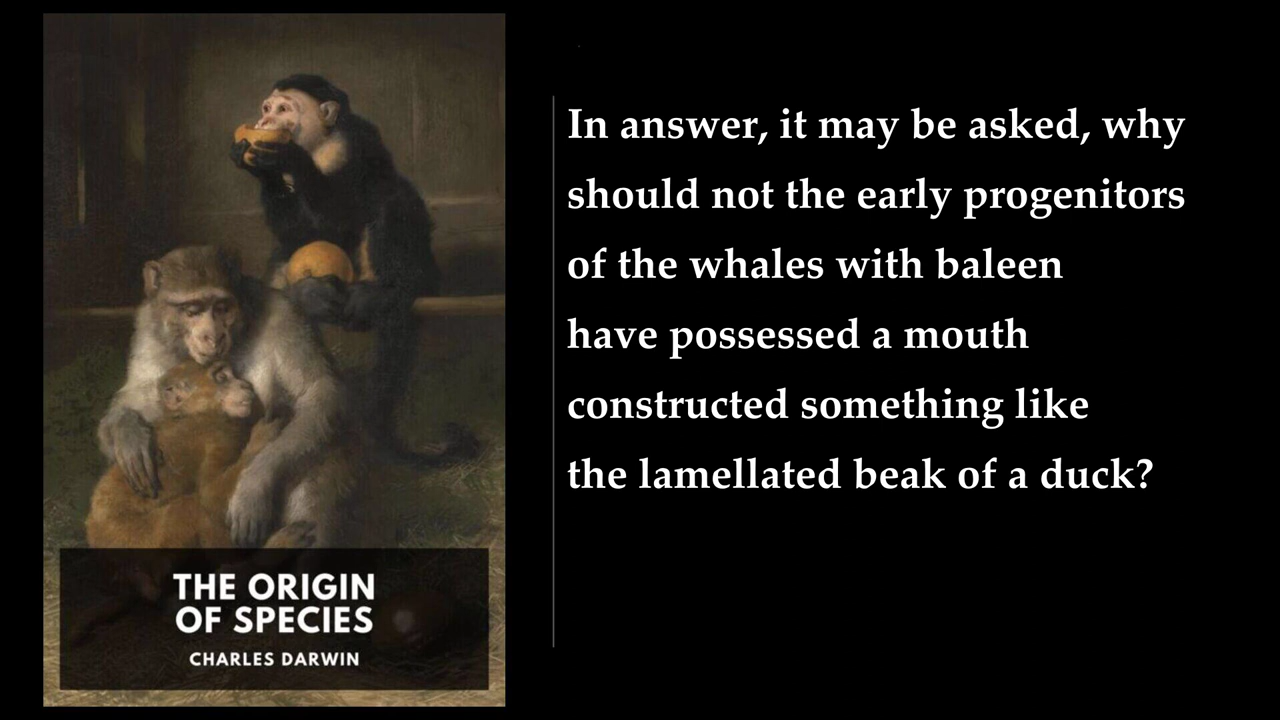 THE ORIGIN
OF SPECIES
CHARLES DARWIN
In answer, it may be asked, why
should not the early progenitors
of the whales with baleen
have possessed a mouth
constructed something like
the lamellated beak of a duck?